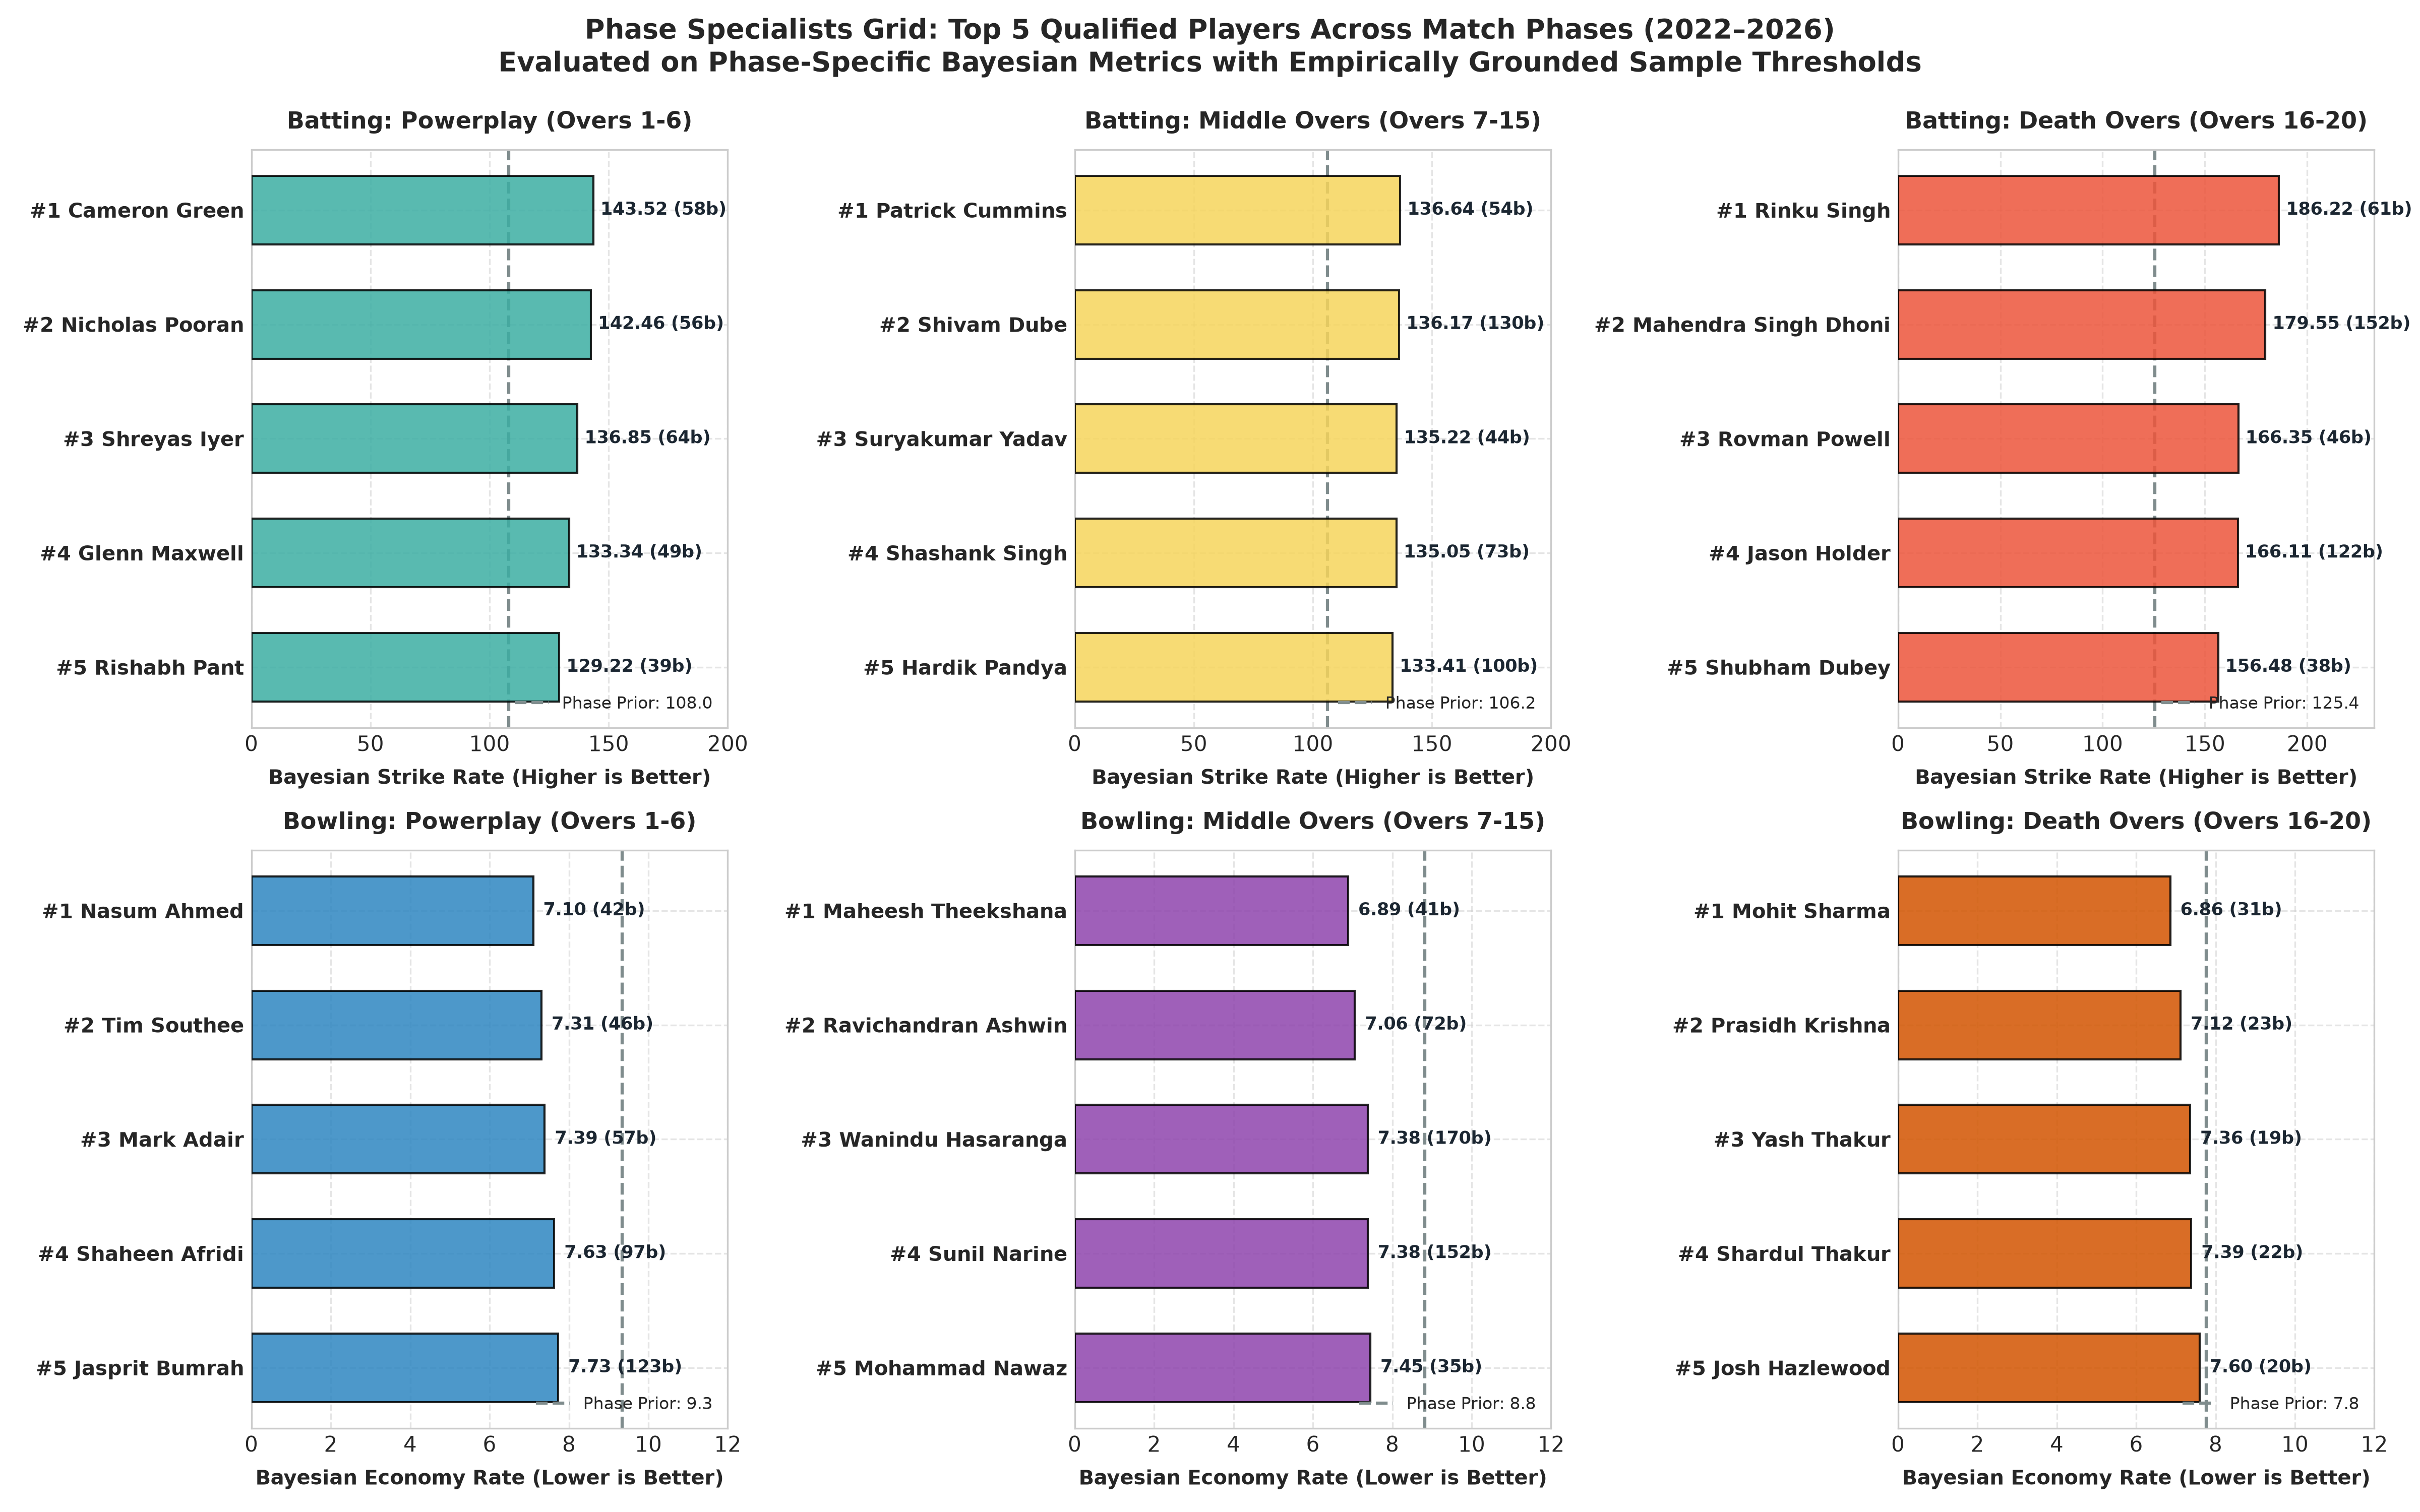 Phase Specialists Grid: Top 5 Qualified Players Across Match Phases (2022–2026)
Evaluated on Phase-Specific Bayesian Metrics with Empirically Grounded Sample Thresholds
Batting: Powerplay (Overs 1-6)
#1 Cameron Green
143.52 (58b)
#2 Nicholas Pooran
142.46 (56b)
#3 Shreyas Iyer
136.85 (64b)
#4 Glenn Maxwell
133.34 (49b)
#5 Rishabh Pant
129.22 (39b)
Phase Prior: 108.0
0 50 100 150 200
Bayesian Strike Rate (Higher is Better)
Batting: Middle Overs (Overs 7-15)
#1 Patrick Cummins
136.64 (54b)
#2 Shivam Dube
136.17 (130b)
#3 Suryakumar Yadav
135.22 (44b)
#4 Shashank Singh
135.05 (73b)
#5 Hardik Pandya
133.41 (100b)
Phase Prior: 106.2
0 50 100 150 200
Bayesian Strike Rate (Higher is Better)
Batting: Death Overs (Overs 16-20)
#1 Rinku Singh
186.22 (61b)
#2 Mahendra Singh Dhoni
179.55 (152b)
#3 Rovman Powell
166.35 (46b)
#4 Jason Holder
166.11 (122b)
#5 Shubham Dubey
156.48 (38b)
Phase Prior: 125.4
0 50 100 150 200
Bayesian Strike Rate (Higher is Better)
Bowling: Powerplay (Overs 1-6)
#1 Nasum Ahmed
7.10 (42b)
#2 Tim Southee
7.31 (46b)
#3 Mark Adair
7.39 (57b)
#4 Shaheen Afridi
7.63 (97b)
#5 Jasprit Bumrah
7.73 (123b)
Phase Prior: 9.3
0 2 4 6 8 10 12
Bayesian Economy Rate (Lower is Better)
Bowling: Middle Overs (Overs 7-15)
#1 Maheesh Theekshana
6.89 (41b)
#2 Ravichandran Ashwin
7.06 (72b)
#3 Wanindu Hasaranga
7.38 (170b)
#4 Sunil Narine
7.38 (152b)
#5 Mohammad Nawaz
7.45 (35b)
Phase Prior: 8.8
0 2 4 6 8 10 12
Bayesian Economy Rate (Lower is Better)
Bowling: Death Overs (Overs 16-20)
#1 Mohit Sharma
6.86 (31b)
#2 Prasidh Krishna
7.12 (23b)
#3 Yash Thakur
7.36 (19b)
#4 Shardul Thakur
7.39 (22b)
#5 Josh Hazlewood
7.60 (20b)
Phase Prior: 7.8
0 2 4 6 8 10 12
Bayesian Economy Rate (Lower is Better)